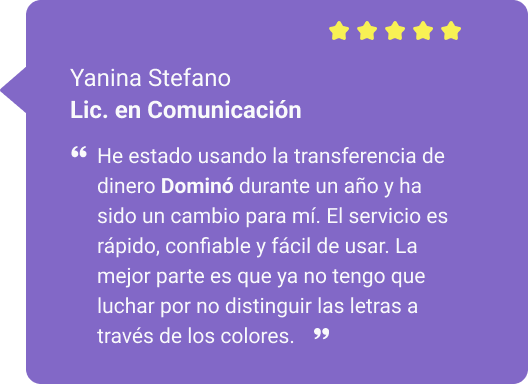 Yanina Stefano
Lic. en Comunicación
“ He estado usando la transferencia de
dinero Dominó durante un año y ha
sido un cambio para mí. El servicio es
rápido, confiable y fácil de usar. La
mejor parte es que ya no tengo que
luchar por no distinguir las letras a
través de los colores. ”